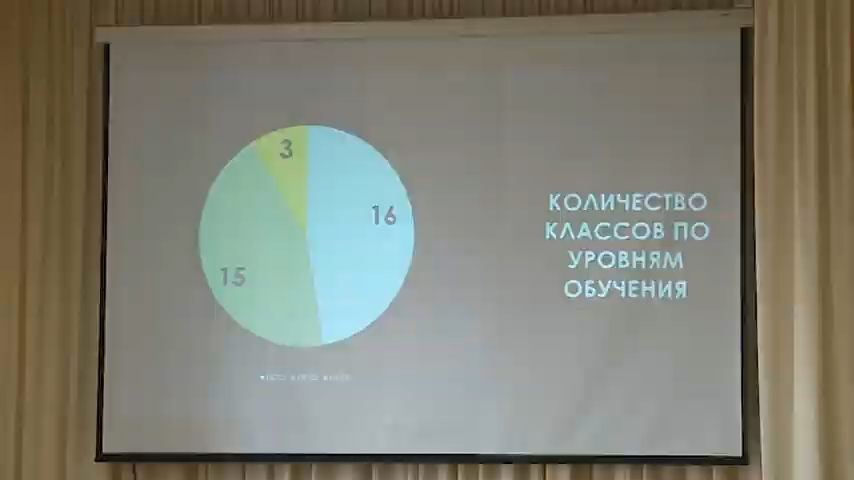 3
16
15
КОЛИЧЕСТВО
КЛАССОВ ПО
УРОВНЯМ
ОБУЧЕНИЯ